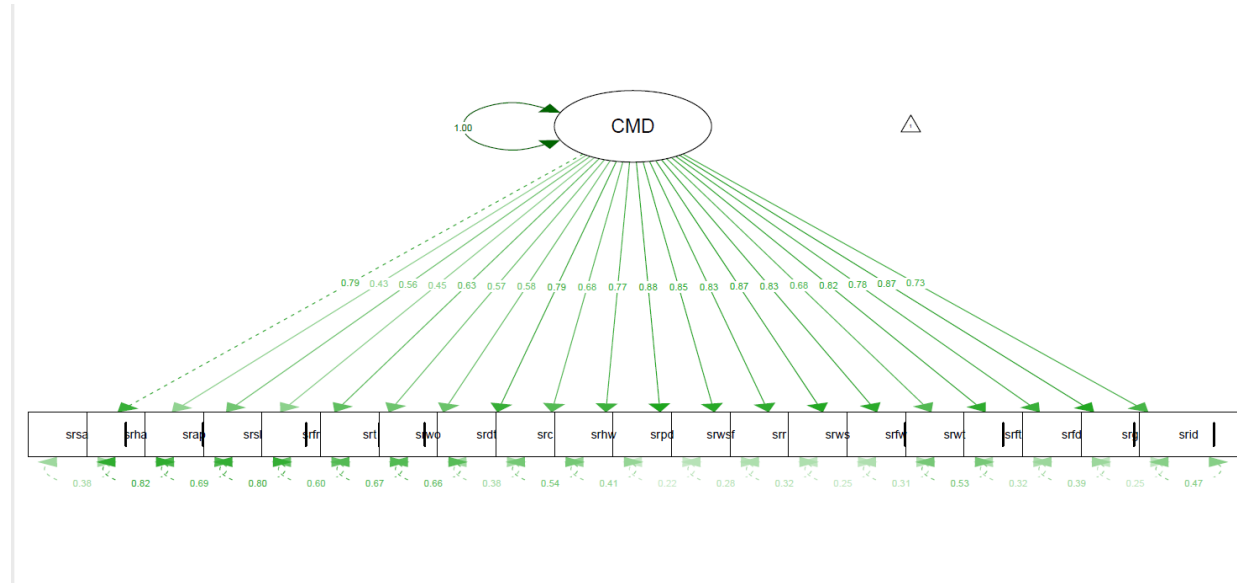 CMD
1.00
1
0.79 0.43 0.56 0.45 0.63 0.57 0.58 0.79 0.68 0.77 0.88 0.85 0.83 0.87 0.83 0.68 0.82 0.78 0.87 0.73
srsa srha srap srsl srfr srt srwo srdt src srhw srpd srwsf srr srws srfw srwt srft srfd srg srid
0.38 0.82 0.69 0.80 0.60 0.67 0.66 0.38 0.54 0.41 0.22 0.28 0.32 0.25 0.31 0.53 0.32 0.39 0.25 0.47